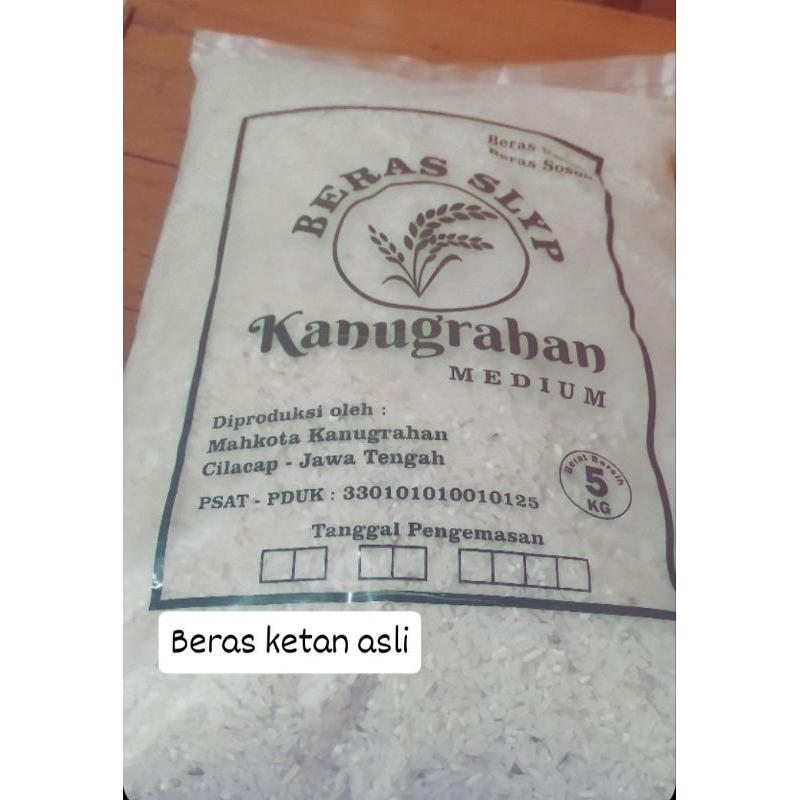 Beras
Beras Sosoh
BERAS SLYP
Kanugrahan
MEDIUM
Diproduksi oleh :
Mahkota Kanugrahan
Cilacap - Jawa Tengah
PSAT - PDUK : 330101010010125
Berat Bersih
5
KG
Tanggal Pengemasan
Beras ketan asli